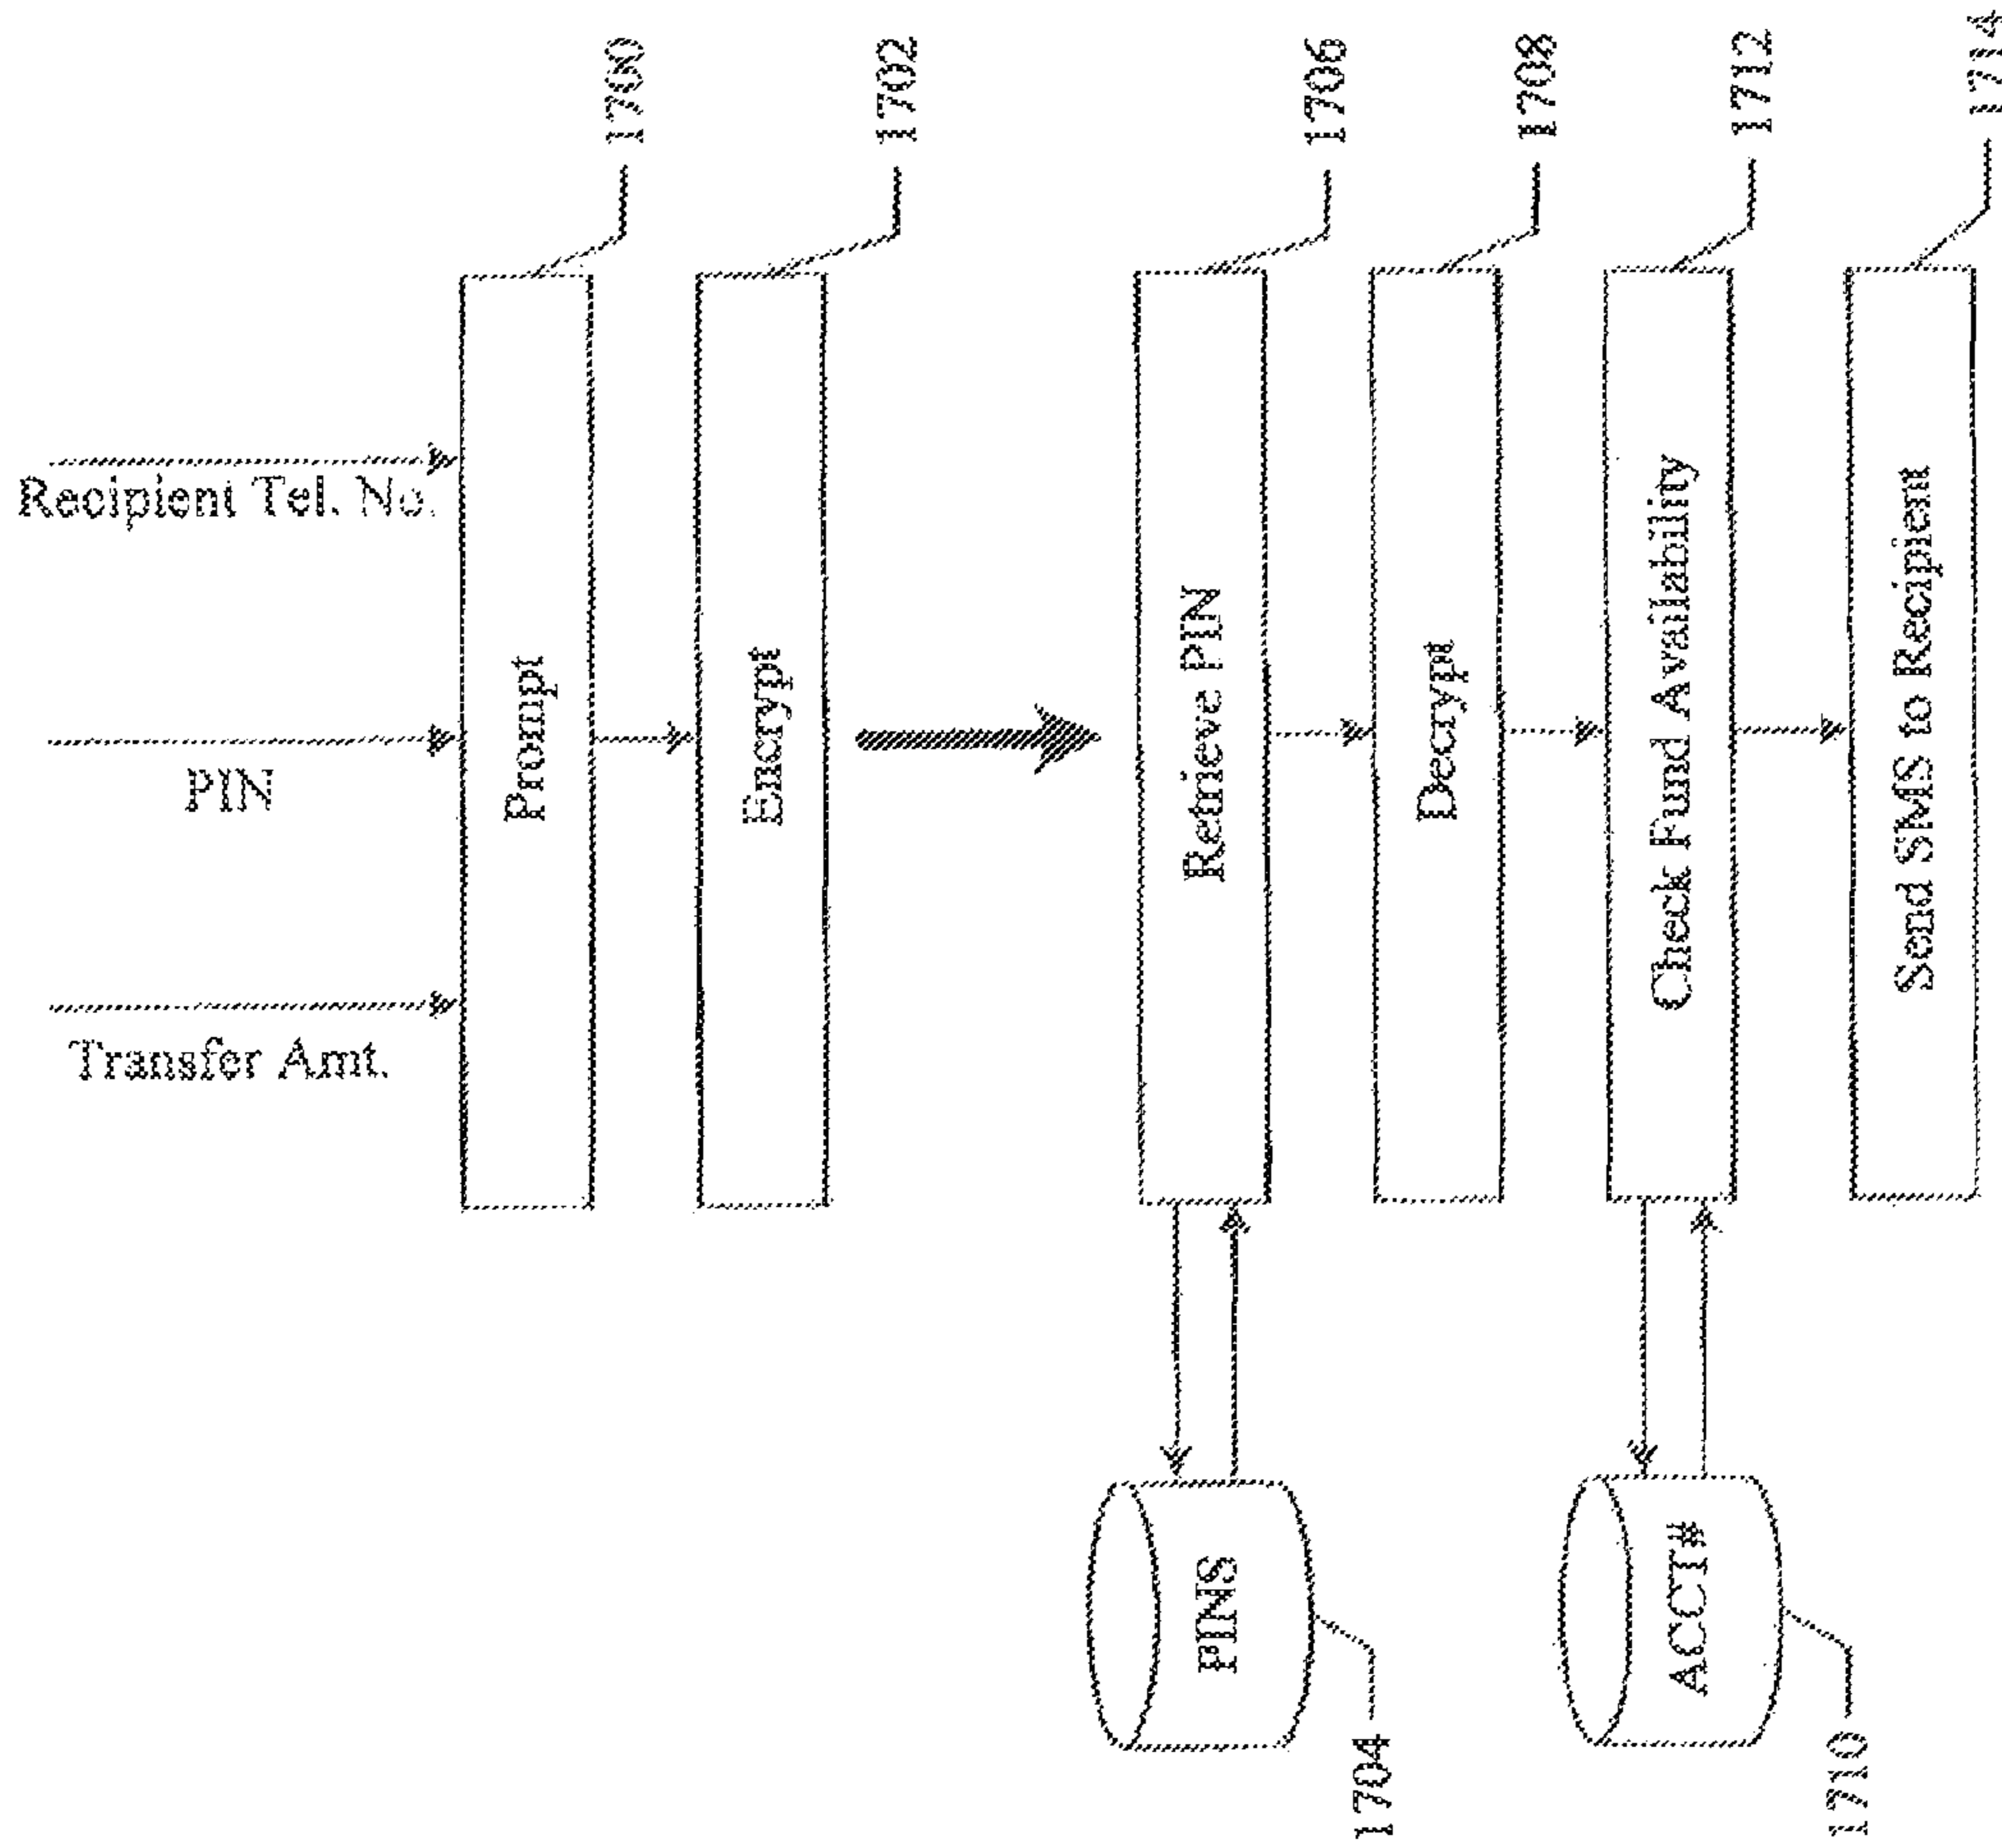 Transfer Amt.
PIN
Recipient Tel. No.
Prompt
1700
Encrypt
1702
PINS
1704
Retrieve PIN
1706
Decrypt
1708
ACCT#
1710
Check Fund Availability
1712
Send SMS to Recipient
1714